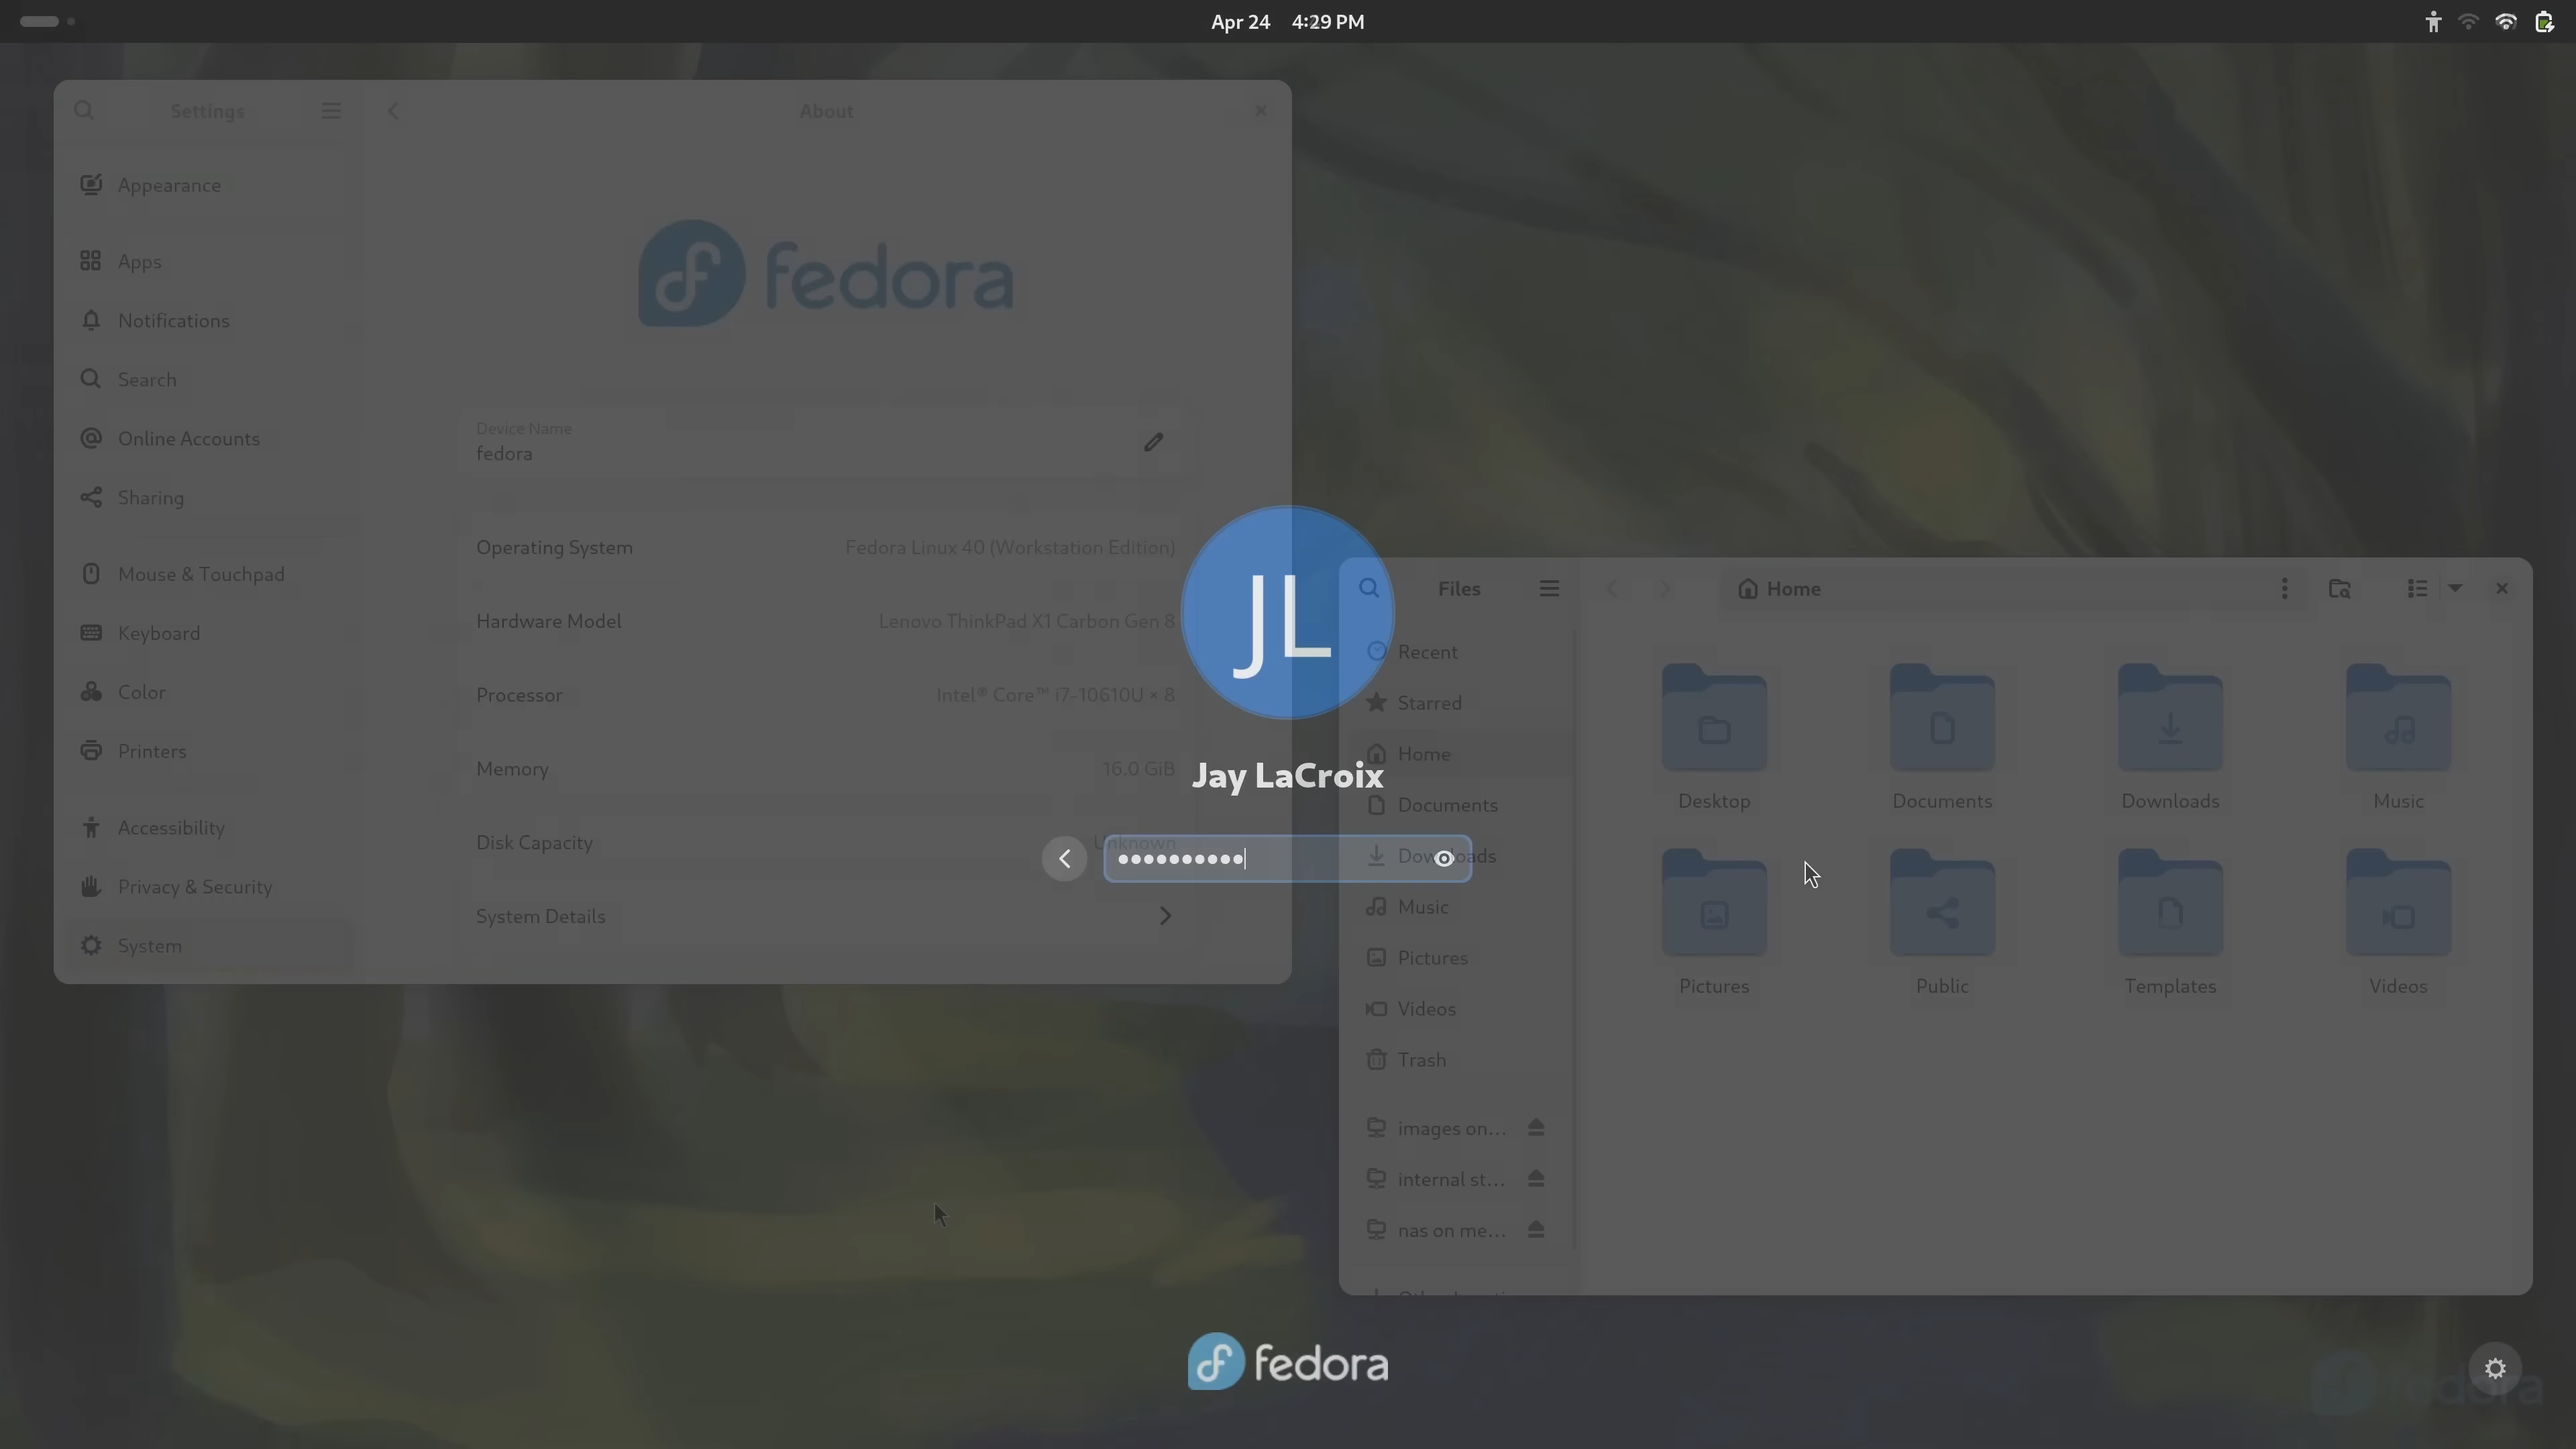 Apr 24 4:29 PM
Settings
About
Appearance
Apps
Notifications
Search
Online Accounts
Sharing
Mouse & Touchpad
Keyboard
Color
Printers
Accessibility
Privacy & Security
System
fedora
Device Name
fedora
Operating System Fedora Linux 40 (Workstation Edition)
Hardware Model Lenovo ThinkPad X1 Carbon Gen 8
Processor Intel® Core™ i7-10610U × 8
Memory 16.0 GiB
Disk Capacity Unknown
System Details
JL
Jay LaCroix
Files
Home
Recent
Starred
Home
Documents
Downloads
Music
Pictures
Videos
Trash
images on...
internal st...
nas on me...
Desktop Documents Downloads Music
Pictures Public Templates Videos
fedora
fedora